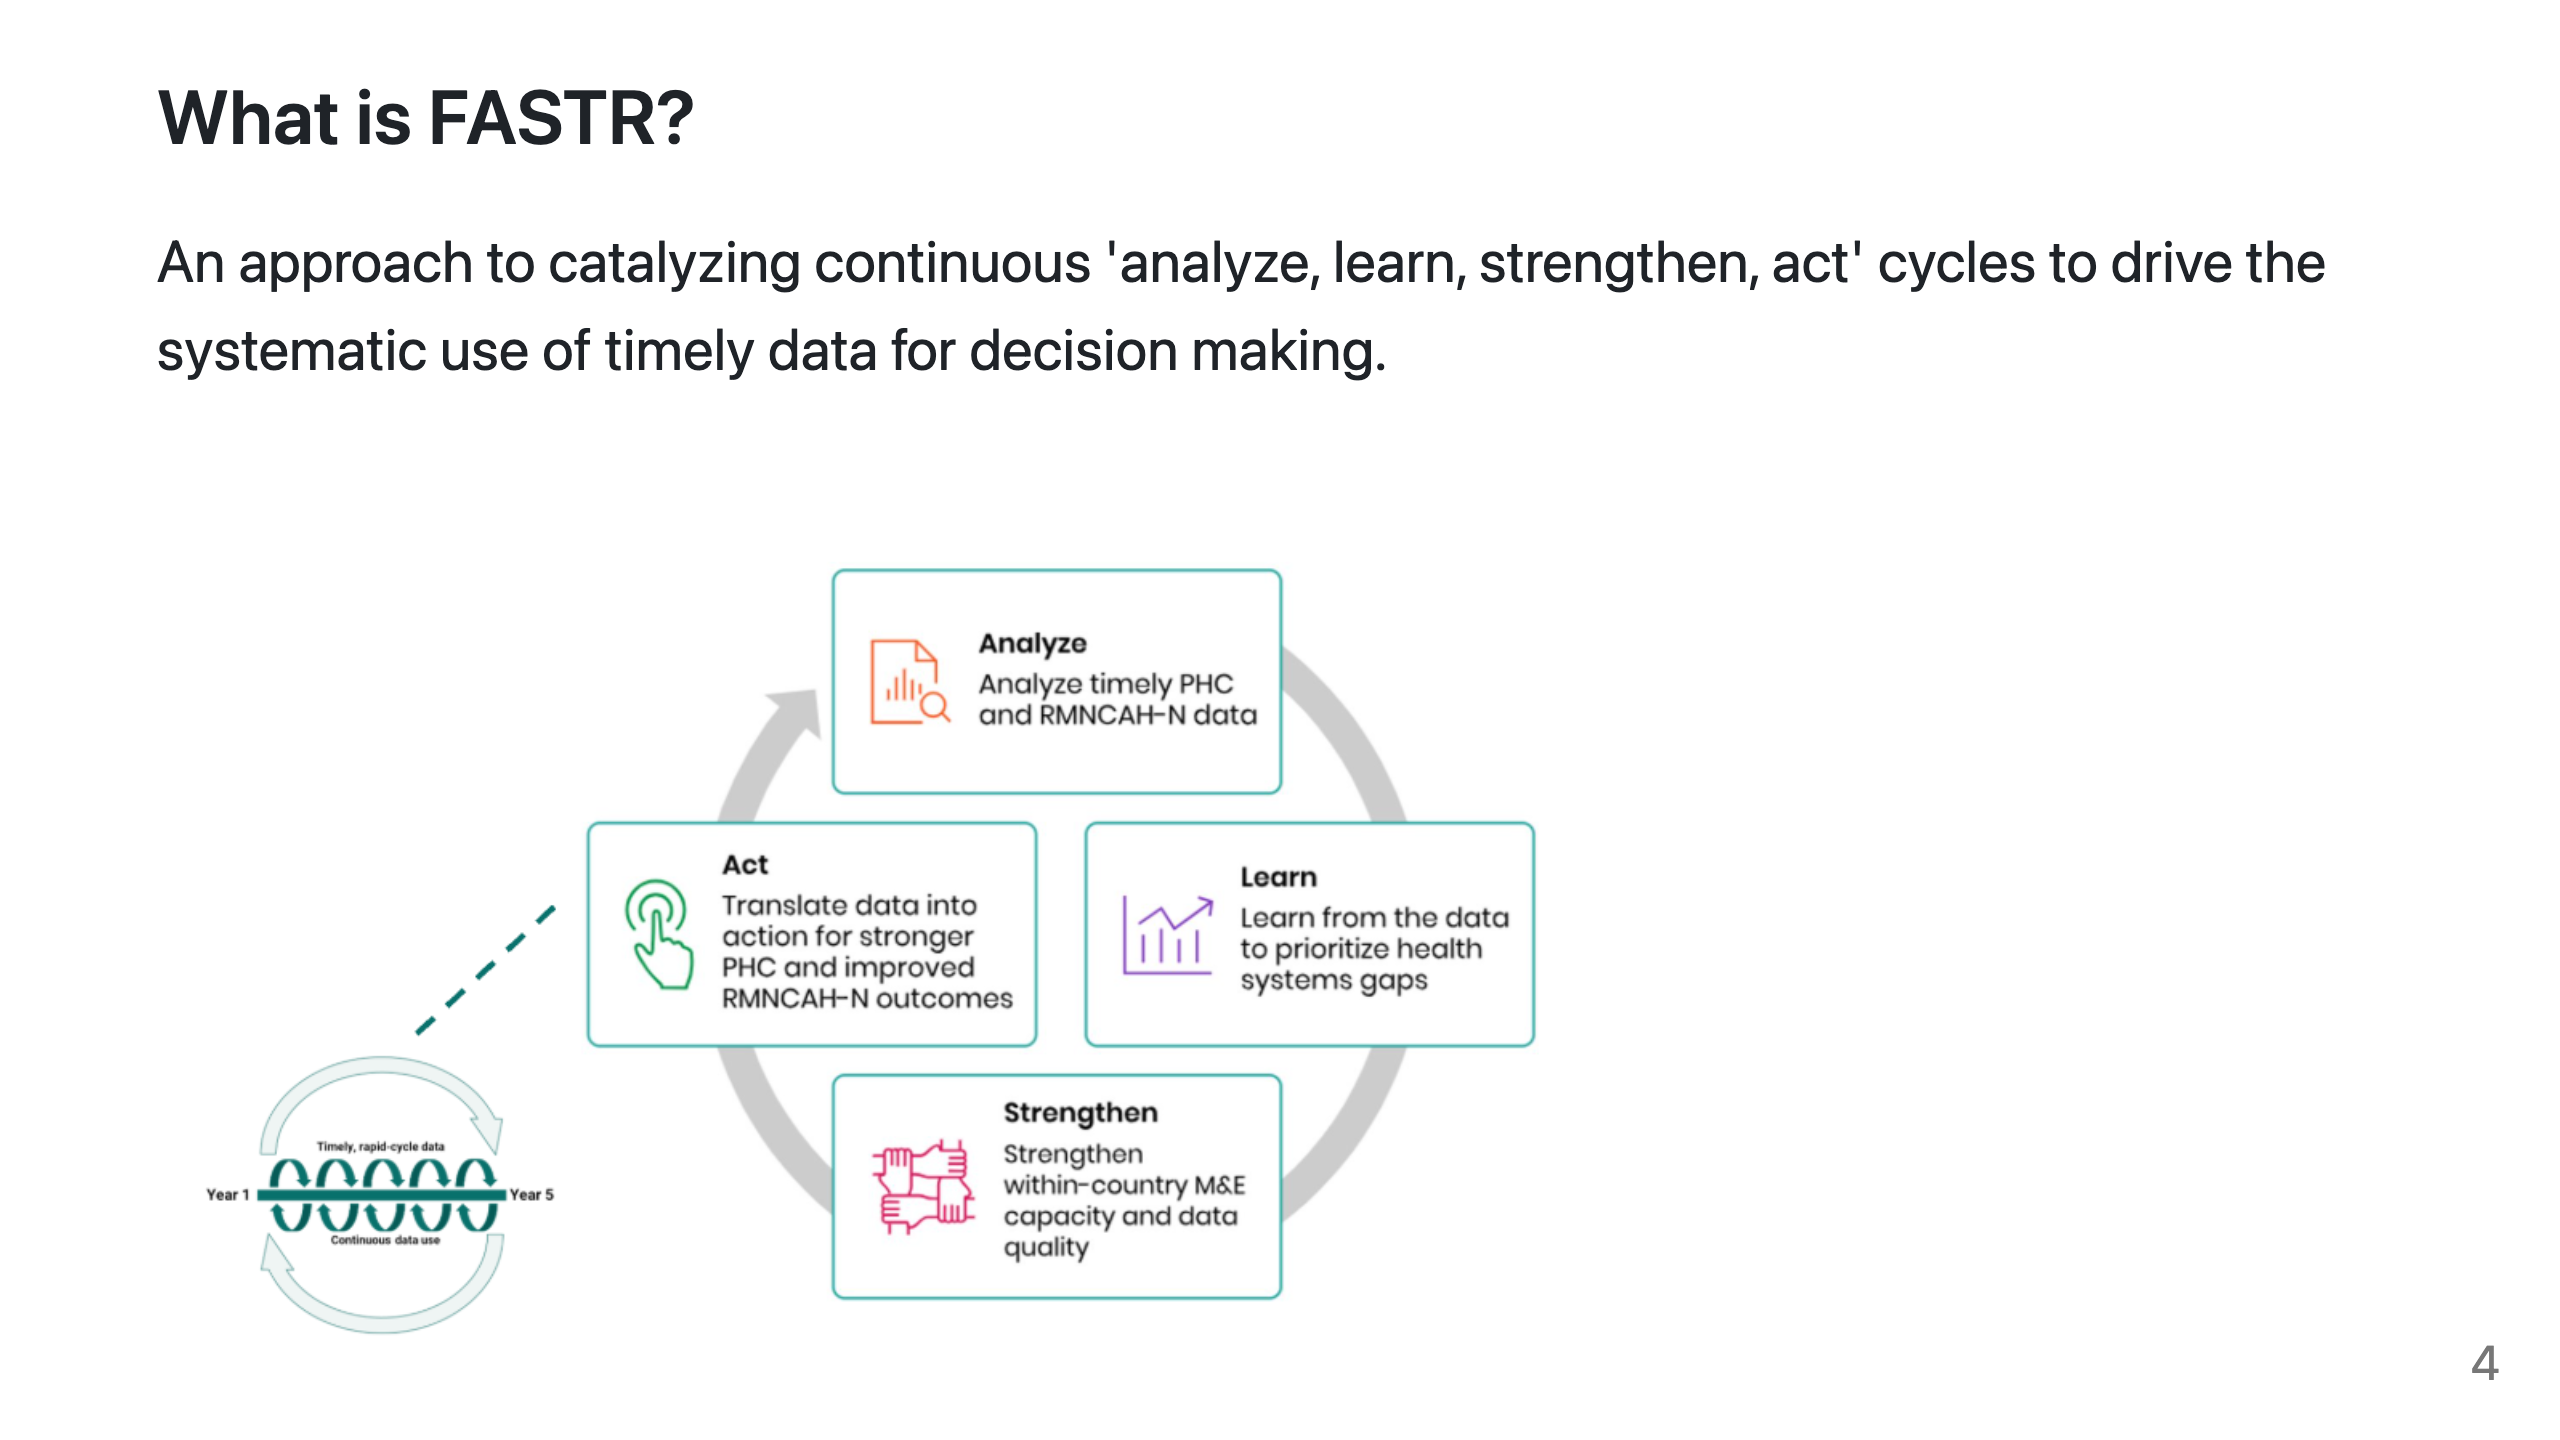 What is FASTR?
An approach to catalyzing continuous 'analyze, learn, strengthen, act' cycles to drive the
systematic use of timely data for decision making.
Analyze
Analyze timely PHC
and RMNCAH-N data
Act
Translate data into
action for stronger
PHC and improved
RMNCAH-N outcomes
Learn
Learn from the data
to prioritize health
systems gaps
Strengthen
Strengthen
within-country M&E
capacity and data
quality
Timely, rapid-cycle data
Year 1
Year 5
Continuous data use
4